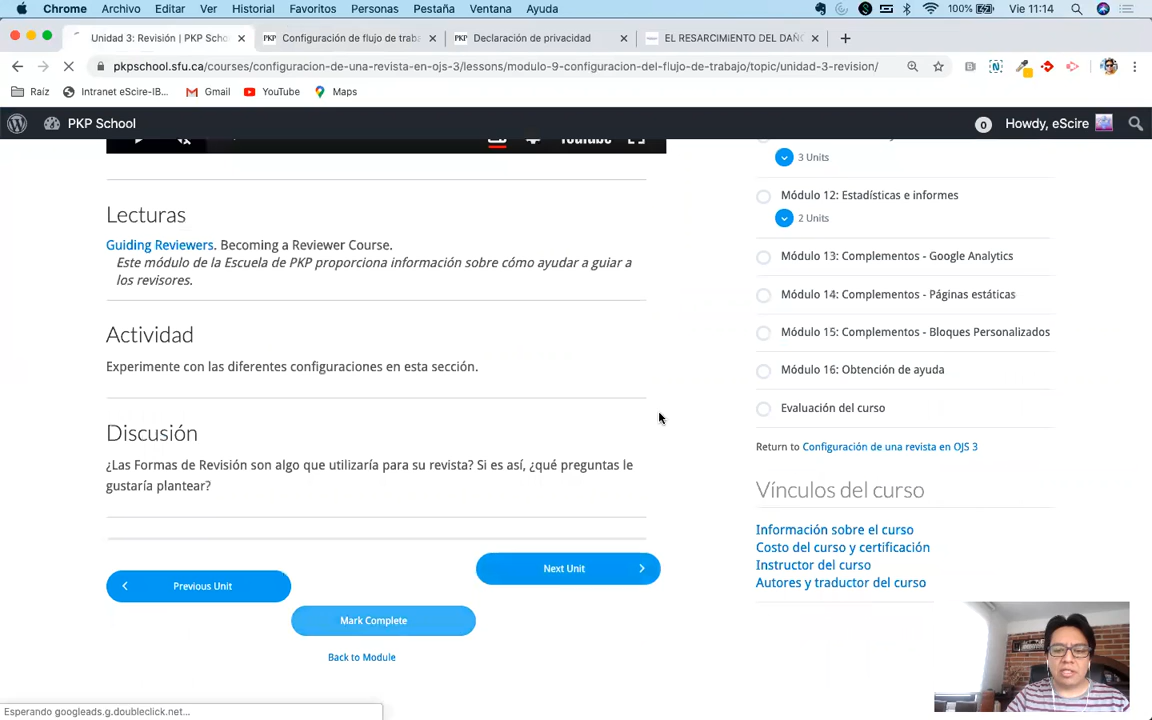 Chrome Archivo Editar Ver Historial Favoritos Personas Pestaña Ventana Ayuda 100% Vie 11:14
Unidad 3: Revisión | PKP Scho Configuración de flujo de traba Declaración de privacidad EL RESARCIMIENTO DEL DAÑO
pkpschool.sfu.ca/courses/configuracion-de-una-revista-en-ojs-3/lessons/modulo-9-configuracion-del-flujo-de-trabajo/topic/unidad-3-revision/
Raíz Intranet eScire-IB... Gmail YouTube Maps
PKP School 0 Howdy, eScire
YouTube
Lecturas
Guiding Reviewers. Becoming a Reviewer Course.
Este módulo de la Escuela de PKP proporciona información sobre cómo ayudar a guiar a
los revisores.
Actividad
Experimente con las diferentes configuraciones en esta sección.
Discusión
¿Las Formas de Revisión son algo que utilizaría para su revista? Si es así, ¿qué preguntas le
gustaría plantear?
Next Unit
Previous Unit
Mark Complete
Back to Module
3 Units
Módulo 12: Estadísticas e informes
2 Units
Módulo 13: Complementos - Google Analytics
Módulo 14: Complementos - Páginas estáticas
Módulo 15: Complementos - Bloques Personalizados
Módulo 16: Obtención de ayuda
Evaluación del curso
Return to Configuración de una revista en OJS 3
Vínculos del curso
Información sobre el curso
Costo del curso y certificación
Instructor del curso
Autores y traductor del curso
Esperando googleads.g.doubleclick.net...